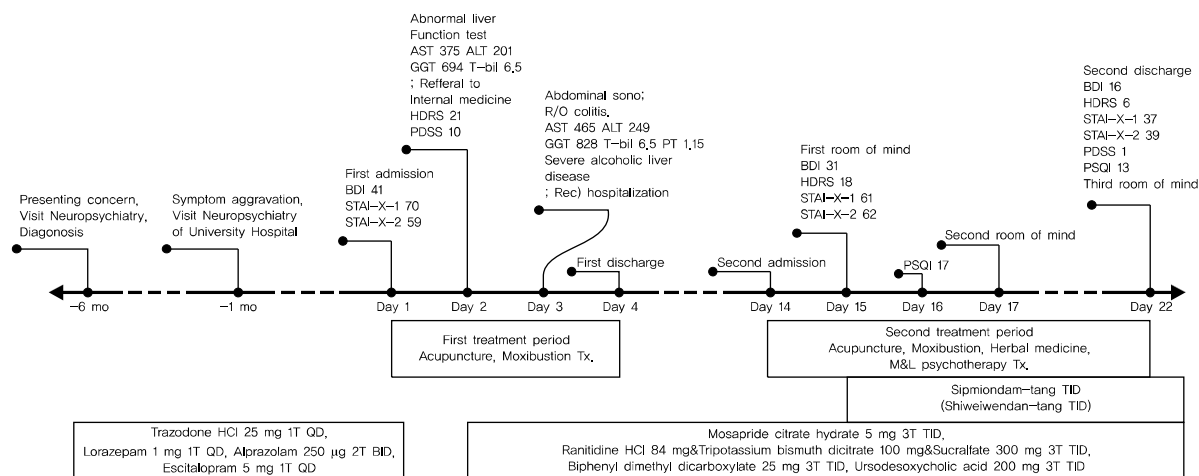 Presenting concern,
Visit Neuropsychiatry,
Diagonosis
Symptom aggravation,
Visit Neuropsychiatry
of University Hospital
First admission
BDI 41
STAI-X-1 70
STAI-X-2 59
Abnormal liver
Function test
AST 375 ALT 201
GGT 694 T-bil 6.5
; Refferal to
Internal medicine
HDRS 21
PDSS 10
Abdominal sono;
R/O colitis.
AST 465 ALT 249
GGT 828 T-bil 6.5 PT 1.15
Severe alcoholic liver
disease
; Rec) hospitalization
First discharge
Second admission
First room of mind
BDI 31
HDRS 18
STAI-X-1 61
STAI-X-2 62
PSQI 17
Second room of mind
Second discharge
BDI 16
HDRS 6
STAI-X-1 37
STAI-X-2 39
PDSS 1
PSQI 13
Third room of mind
-6 mo
-1 mo
Day 1
Day 2
Day 3
Day 4
Day 14
Day 15
Day 16
Day 17
Day 22
First treatment period
Acupuncture, Moxibustion Tx.
Second treatment period
Acupuncture, Moxibustion, Herbal medicine,
M&L psychotherapy Tx.
Sipmiondam-tang TID
(Shiweiwendan-tang TID)
Trazodone HCl 25 mg 1T QD,
Lorazepam 1 mg 1T QD, Alprazolam 250 μg 2T BID,
Escitalopram 5 mg 1T QD
Mosapride citrate hydrate 5 mg 3T TID,
Ranitidine HCl 84 mg&Tripotassium bismuth dicitrate 100 mg&Sucralfate 300 mg 3T TID,
Biphenyl dimethyl dicarboxylate 25 mg 3T TID, Ursodesoxycholic acid 200 mg 3T TID